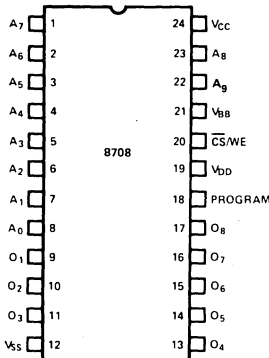 A7 1 24 VCC
A6 2 23 A8
A5 3 22 A9
A4 4 21 VBB
A3 5 20 C̅S̅/WE
8708
A2 6 19 VDD
A1 7 18 PROGRAM
A0 8 17 O8
O1 9 16 O7
O2 10 15 O6
O3 11 14 O5
VSS 12 13 O4